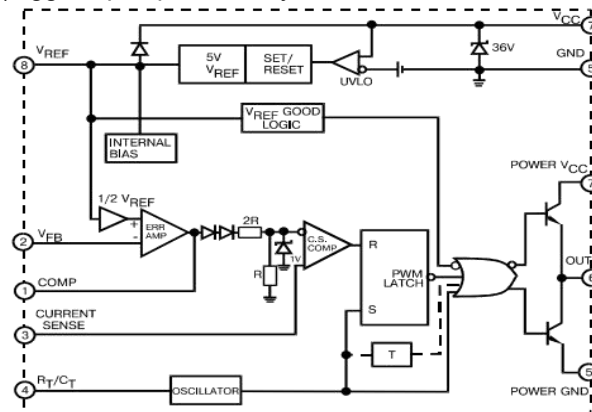 VCC
7
VREF
8
36V
GND
5
5V
VREF
SET/
RESET
UVLO
VREF GOOD
LOGIC
INTERNAL
BIAS
POWER VCC
7
1/2 VREF
+
-
ERR
AMP
2
VFB
2R
R
1V
C.S.
COMP
R
S
PWM
LATCH
OUT
6
1
COMP
CURRENT
SENSE
3
T
4
RT/CT
OSCILLATOR
5
POWER GND